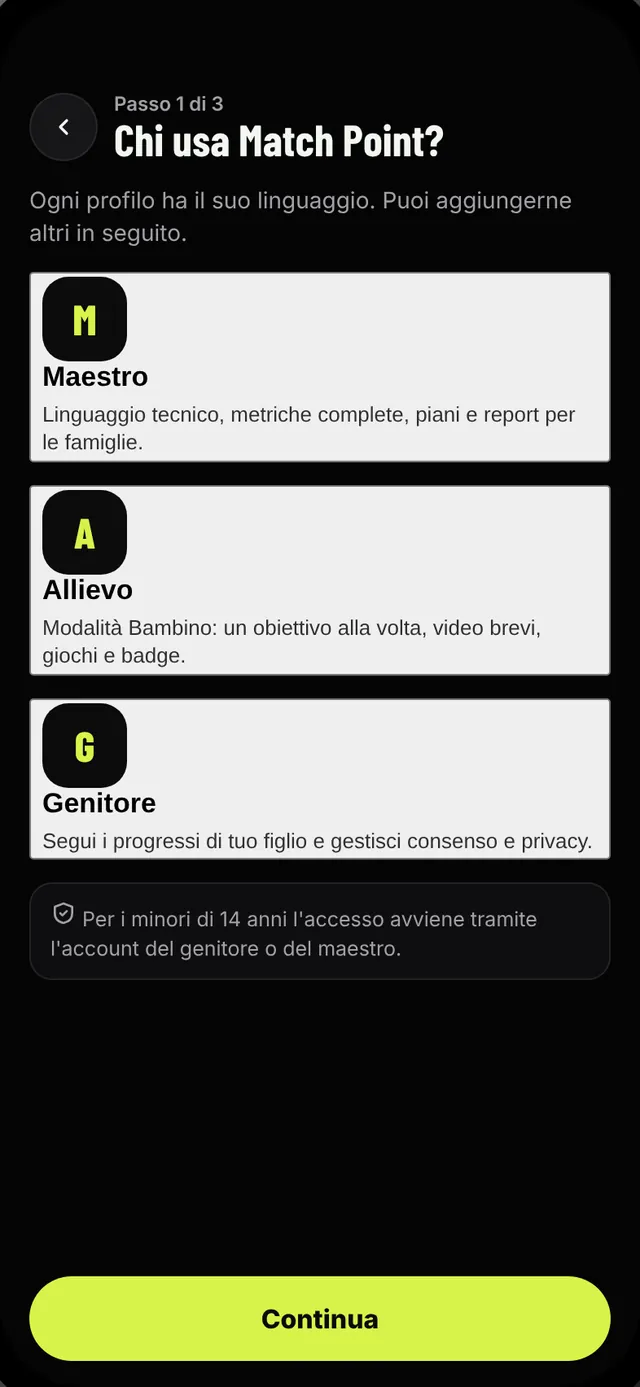 Passo 1 di 3
Chi usa Match Point?
Ogni profilo ha il suo linguaggio. Puoi aggiungerne
altri in seguito.
M
Maestro
Linguaggio tecnico, metriche complete, piani e report per
le famiglie.
A
Allievo
Modalità Bambino: un obiettivo alla volta, video brevi,
giochi e badge.
G
Genitore
Segui i progressi di tuo figlio e gestisci consenso e privacy.
Per i minori di 14 anni l'accesso avviene tramite
l'account del genitore o del maestro.
Continua